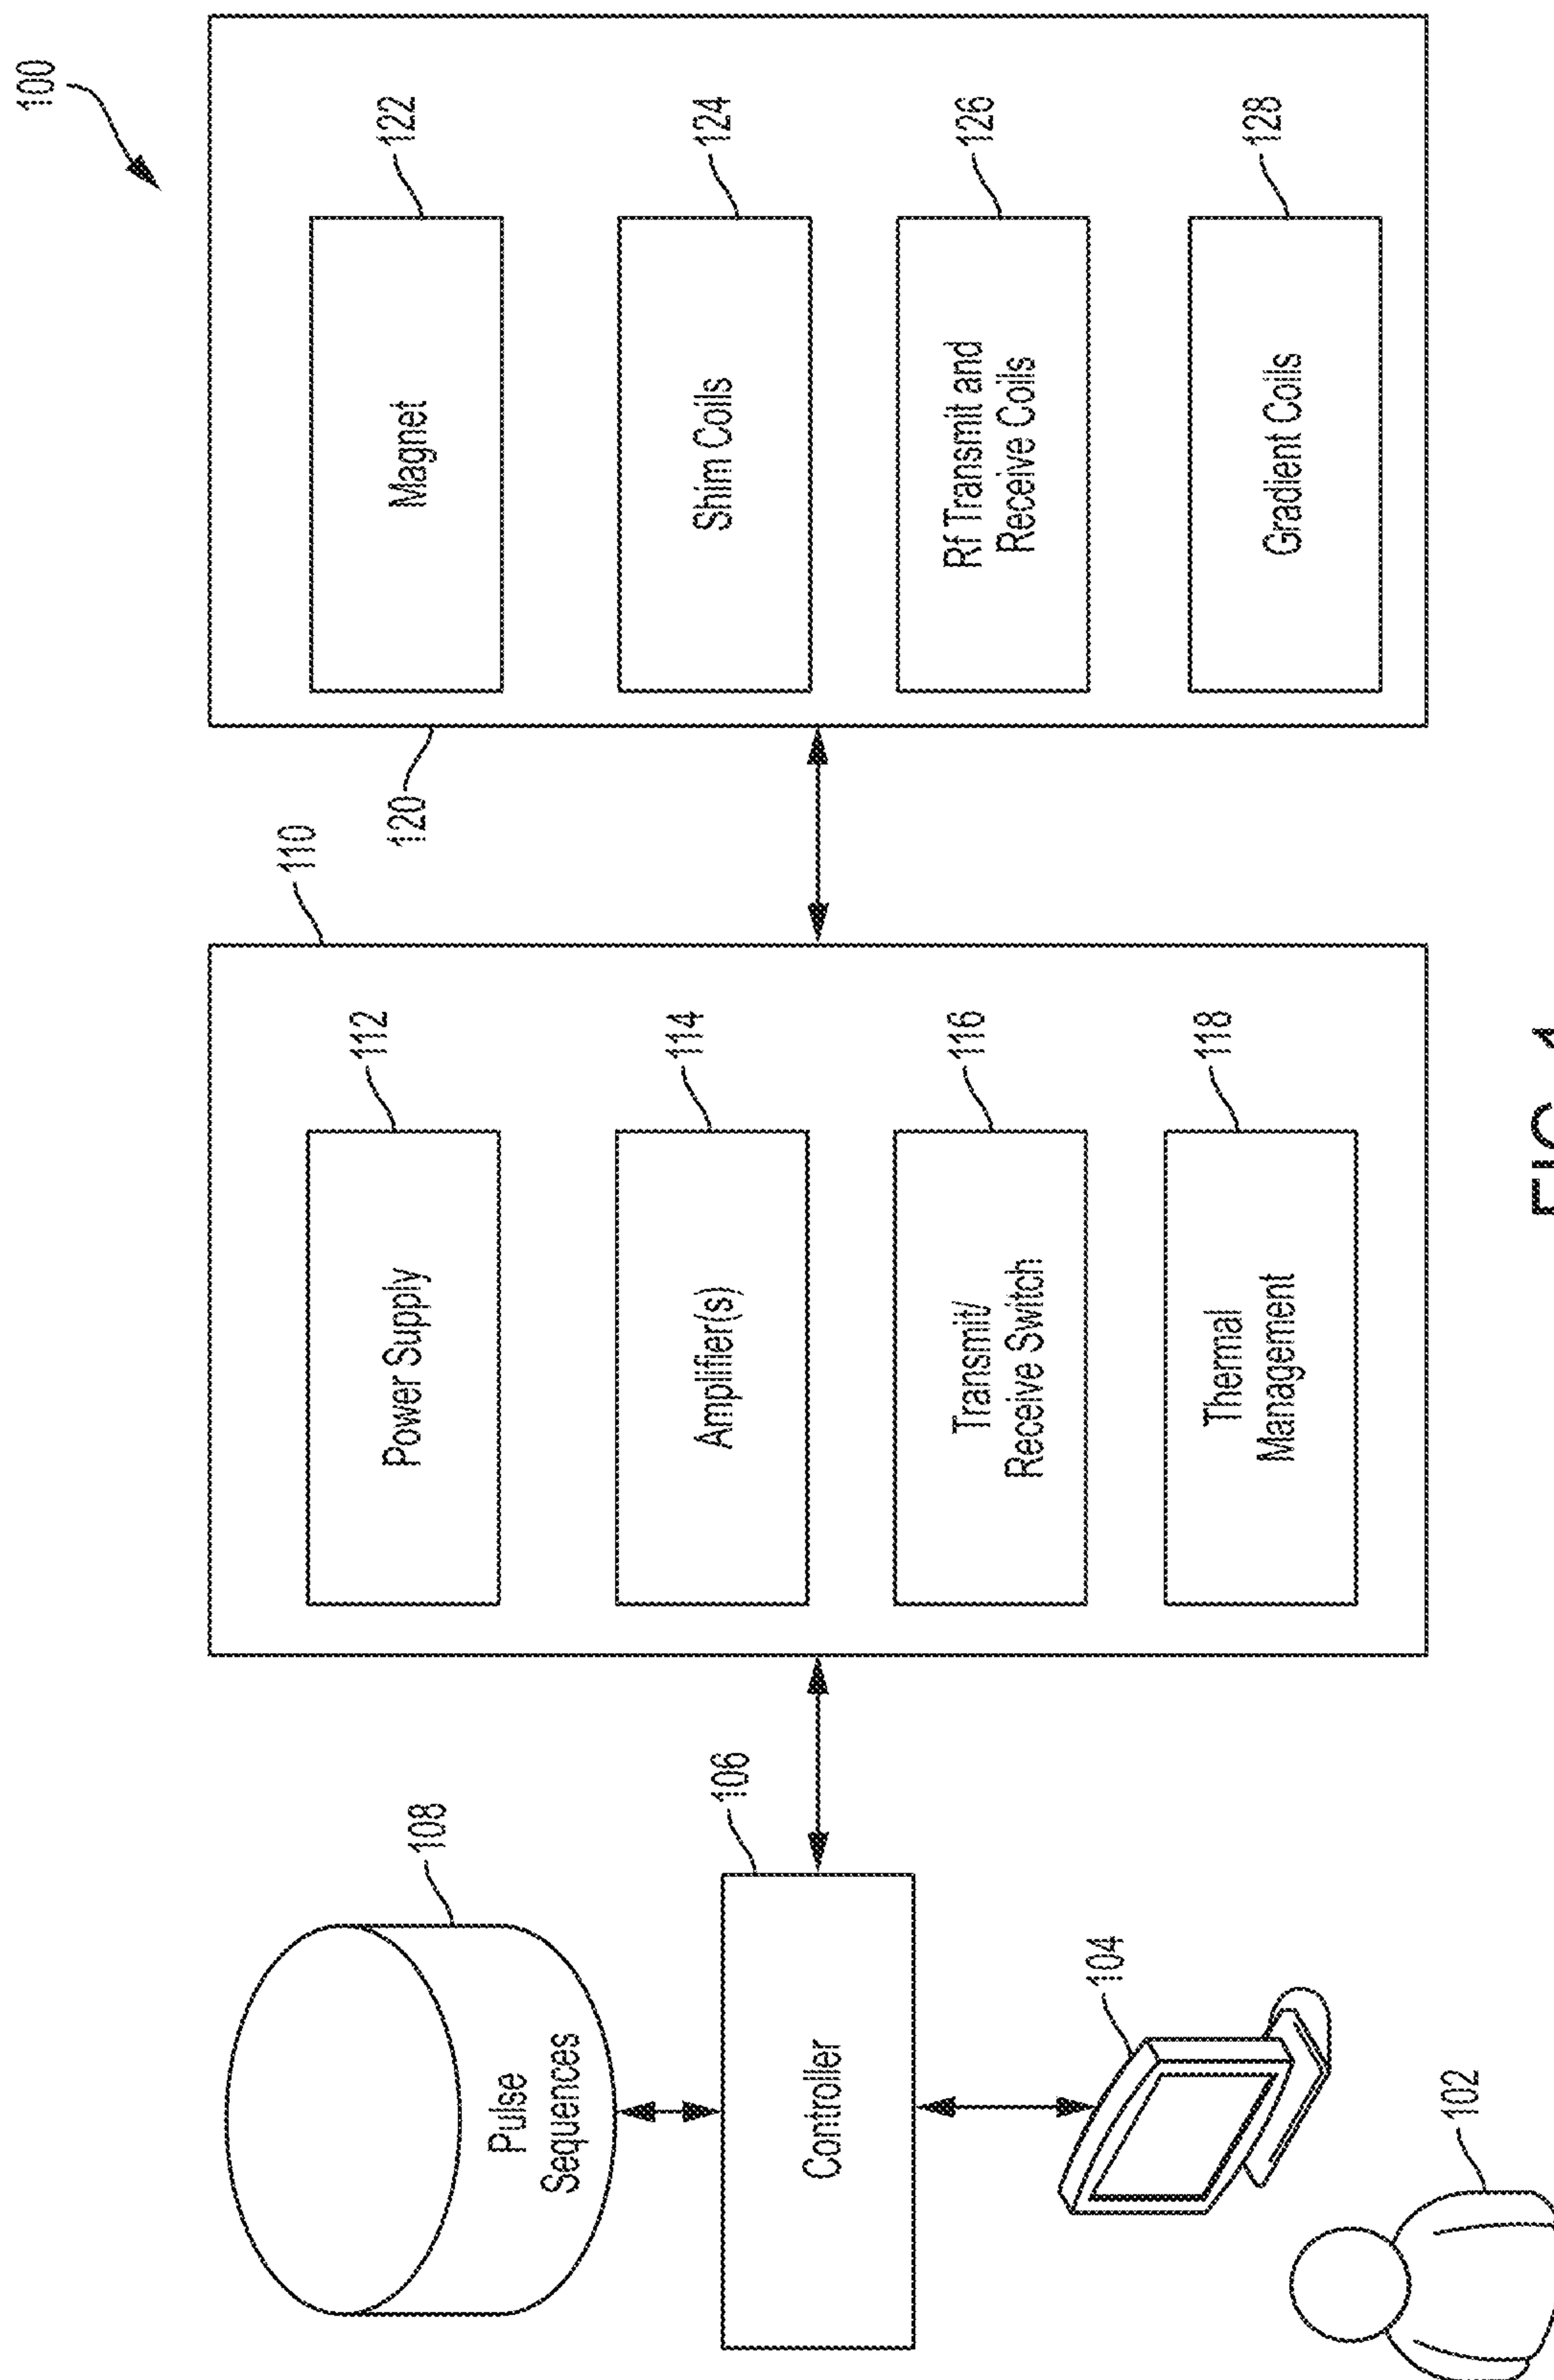 100
108
Pulse
Sequences
106
Controller
104
102
110
112
Power Supply
114
Amplifier(s)
116
Transmit/
Receive Switch
118
Thermal
Management
120
122
Magnet
124
Shim Coils
126
Rf Transmit and
Receive Coils
128
Gradient Coils